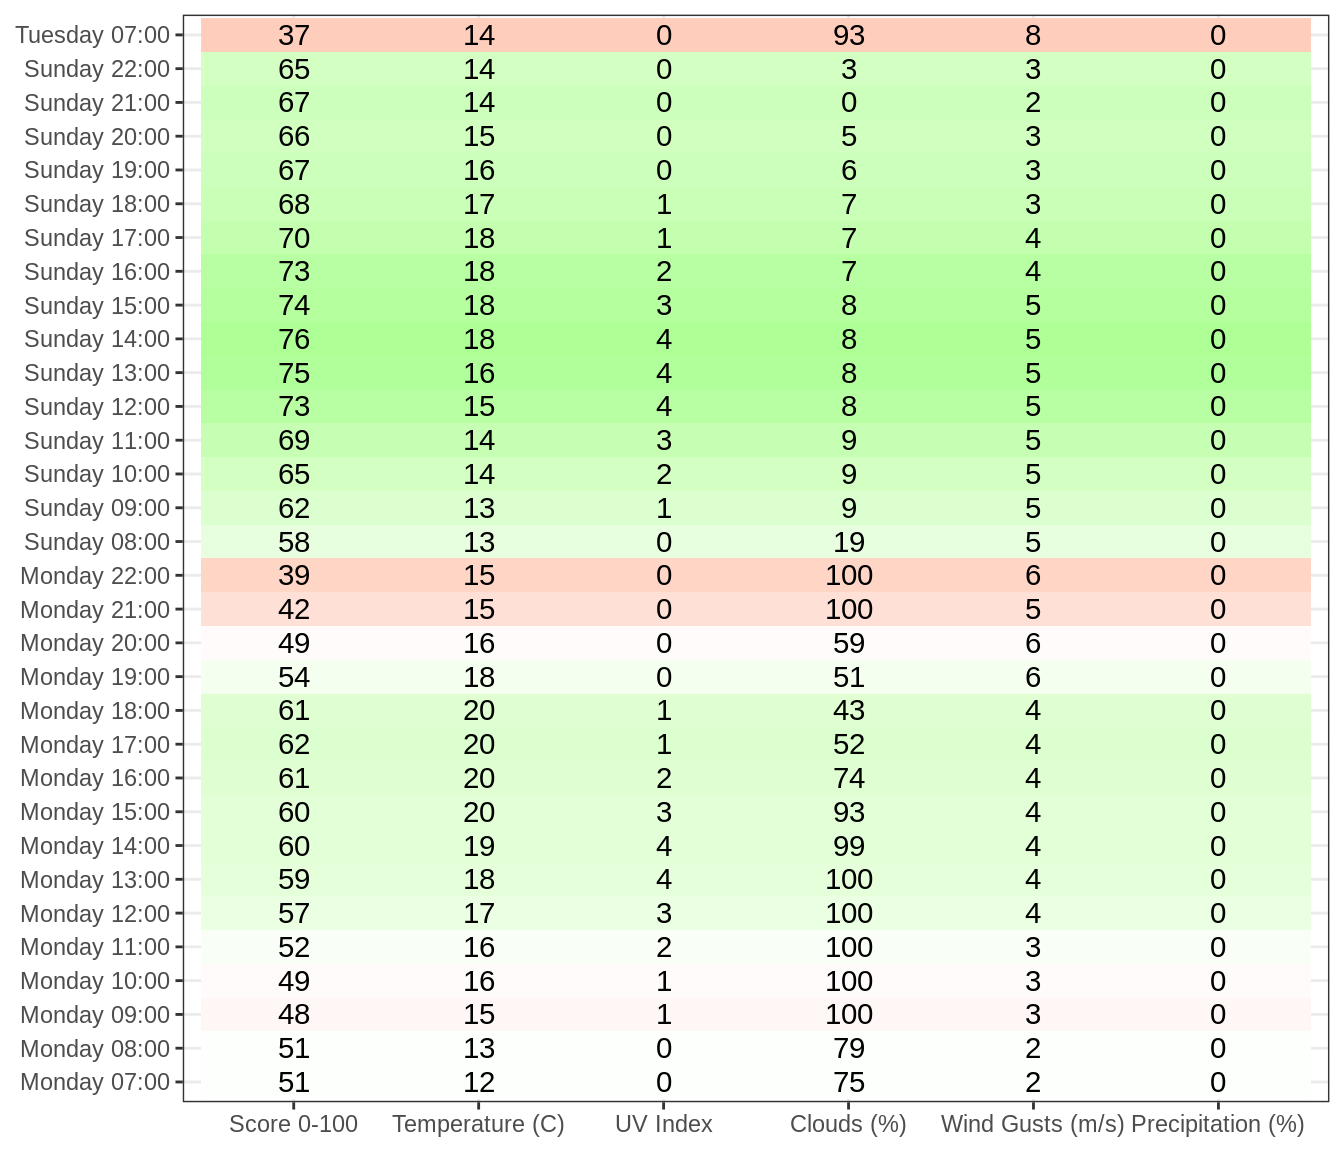 Tuesday 07:00 37 14 0 93 8 0
Sunday 22:00 65 14 0 3 3 0
Sunday 21:00 67 14 0 0 2 0
Sunday 20:00 66 15 0 5 3 0
Sunday 19:00 67 16 0 6 3 0
Sunday 18:00 68 17 1 7 3 0
Sunday 17:00 70 18 1 7 4 0
Sunday 16:00 73 18 2 7 4 0
Sunday 15:00 74 18 3 8 5 0
Sunday 14:00 76 18 4 8 5 0
Sunday 13:00 75 16 4 8 5 0
Sunday 12:00 73 15 4 8 5 0
Sunday 11:00 69 14 3 9 5 0
Sunday 10:00 65 14 2 9 5 0
Sunday 09:00 62 13 1 9 5 0
Sunday 08:00 58 13 0 19 5 0
Monday 22:00 39 15 0 100 6 0
Monday 21:00 42 15 0 100 5 0
Monday 20:00 49 16 0 59 6 0
Monday 19:00 54 18 0 51 6 0
Monday 18:00 61 20 1 43 4 0
Monday 17:00 62 20 1 52 4 0
Monday 16:00 61 20 2 74 4 0
Monday 15:00 60 20 3 93 4 0
Monday 14:00 60 19 4 99 4 0
Monday 13:00 59 18 4 100 4 0
Monday 12:00 57 17 3 100 4 0
Monday 11:00 52 16 2 100 3 0
Monday 10:00 49 16 1 100 3 0
Monday 09:00 48 15 1 100 3 0
Monday 08:00 51 13 0 79 2 0
Monday 07:00 51 12 0 75 2 0
Score 0-100 Temperature (C) UV Index Clouds (%) Wind Gusts (m/s) Precipitation (%)